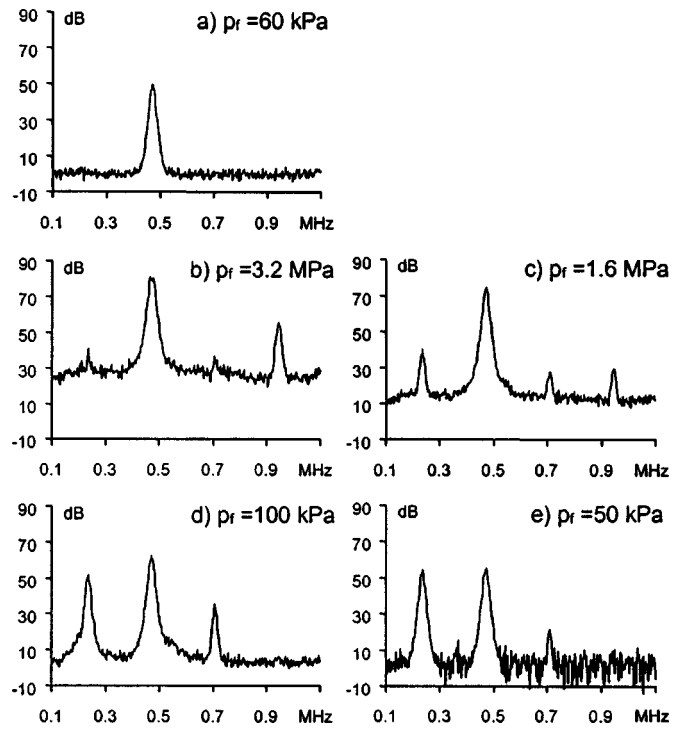 90 dB a) pf =60 kPa
70
50
30
10
-10
0.1 0.3 0.5 0.7 0.9 MHz
90 dB b) pf =3.2 MPa
70
50
30
10
-10
0.1 0.3 0.5 0.7 0.9 MHz
90 dB c) pf =1.6 MPa
70
50
30
10
-10
0.1 0.3 0.5 0.7 0.9 MHz
90 dB d) pf =100 kPa
70
50
30
10
-10
0.1 0.3 0.5 0.7 0.9 MHz
90 dB e) pf =50 kPa
70
50
30
10
-10
0.1 0.3 0.5 0.7 0.9 MHz